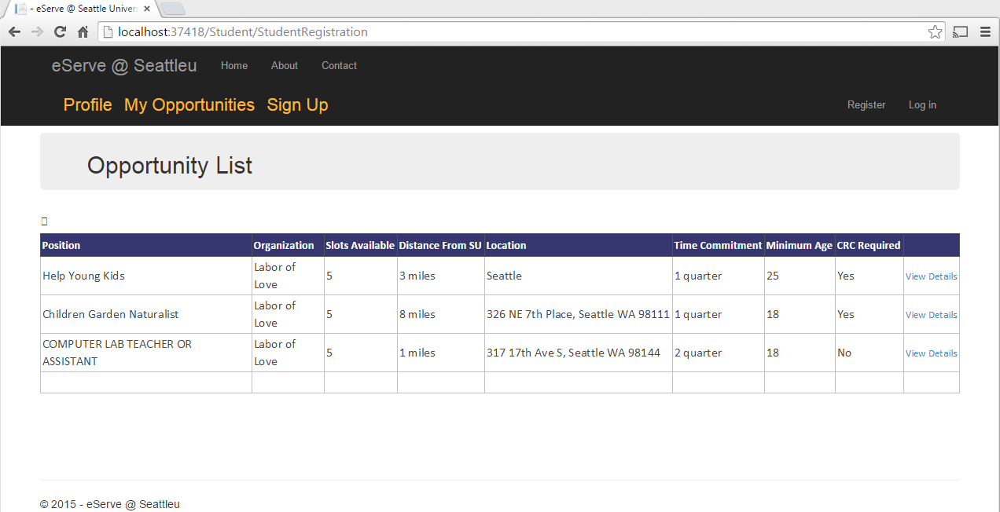 - eServe @ Seattle Univer
localhost:37418/Student/StudentRegistration
eServe @ Seattleu Home About Contact
Profile My Opportunities Sign Up Register Log in
Opportunity List
Position Organization Slots Available Distance From SU Location Time Commitment Minimum Age CRC Required
Help Young Kids Labor of Love 5 3 miles Seattle 1 quarter 25 Yes View Details
Children Garden Naturalist Labor of Love 5 8 miles 326 NE 7th Place, Seattle WA 98111 1 quarter 18 Yes View Details
COMPUTER LAB TEACHER OR ASSISTANT Labor of Love 5 1 miles 317 17th Ave S, Seattle WA 98144 2 quarter 18 No View Details
© 2015 - eServe @ Seattleu